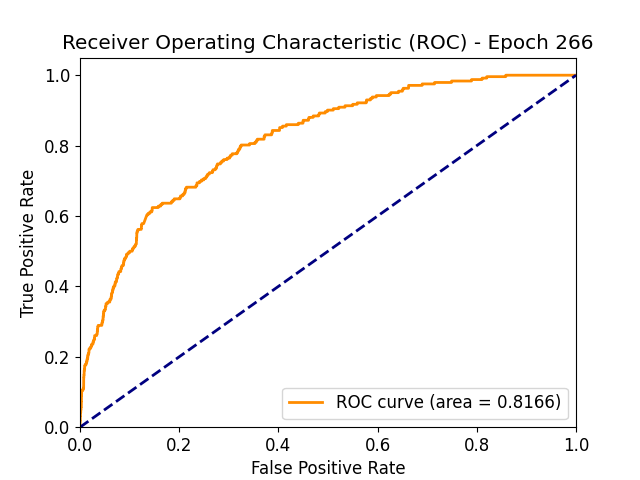 Receiver Operating Characteristic (ROC) - Epoch 266
True Positive Rate
1.0
0.8
0.6
0.4
0.2
0.0
ROC curve (area = 0.8166)
0.0 0.2 0.4 0.6 0.8 1.0
False Positive Rate